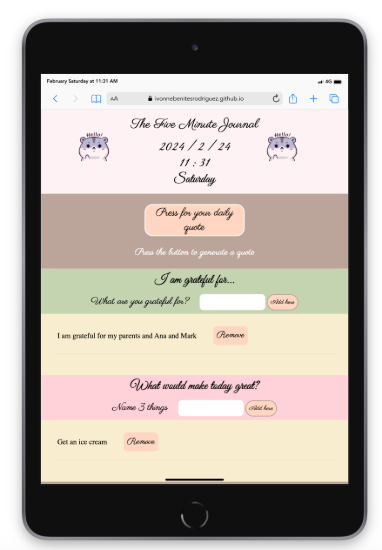 February Saturday at 11:31 AM
4G
AA
ivonnebenitesrodriguez.github.io
The Five Minute Journal
Hello!
Hello!
2024 / 2 / 24
11 : 31
Saturday
Press for your daily
quote
Press the button to generate a quote
I am grateful for...
What are you grateful for?
Add here
I am grateful for my parents and Ana and Mark
Remove
What would make today great?
Name 3 things
Add here
Get an ice cream
Remove